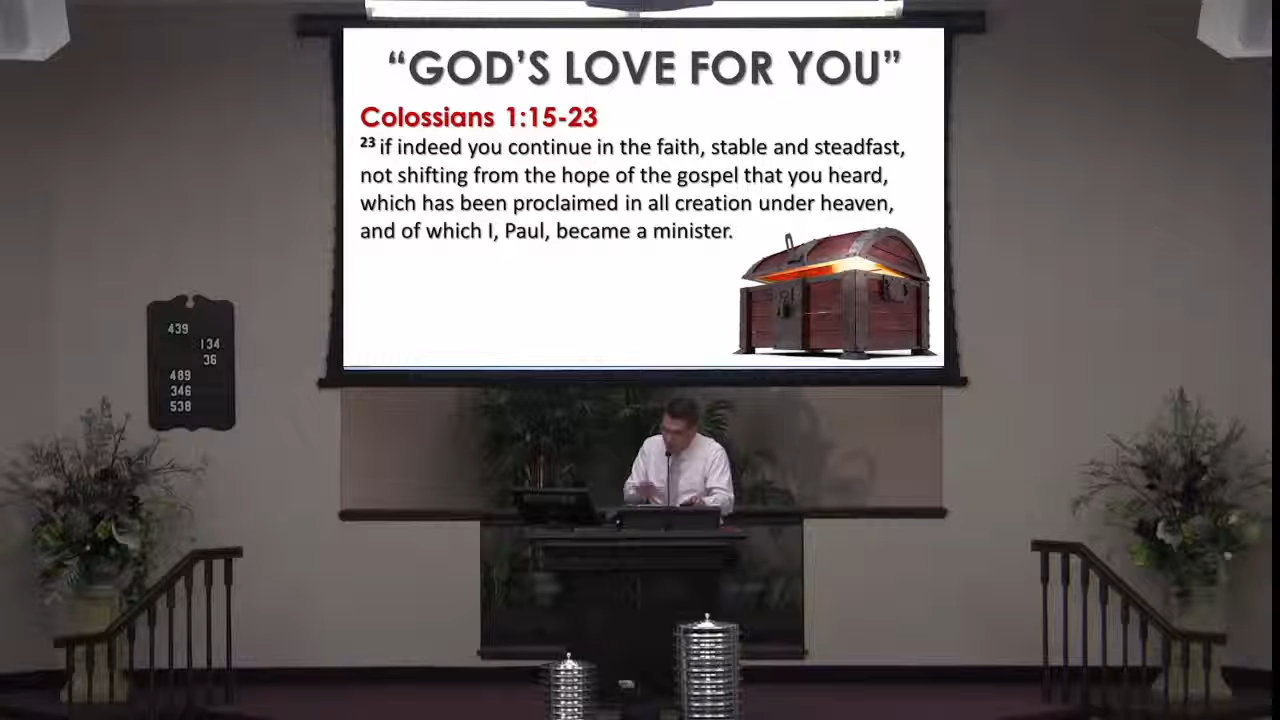 “GOD’S LOVE FOR YOU”
Colossians 1:15-23
23 if indeed you continue in the faith, stable and steadfast,
not shifting from the hope of the gospel that you heard,
which has been proclaimed in all creation under heaven,
and of which I, Paul, became a minister.
439
134
36
489
346
538